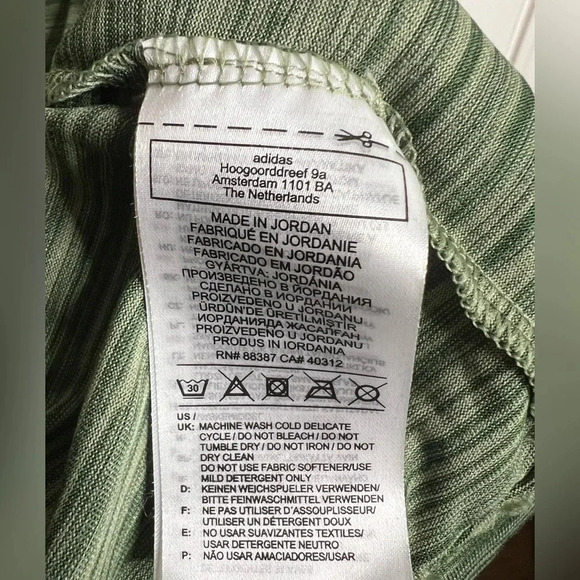 adidas
Hoogoorddreef 9a
Amsterdam 1101 BA
The Netherlands
MADE IN JORDAN
FABRIQUÉ EN JORDANIE
FABRICADO EN JORDANIA
FABRICADO EM JORDÃO
GYÁRTVA: JORDÁNIA
ПРОИЗВЕДЕНО В ИОРДАНИЯ
СДЕЛАНО В ИОРДАНИИ
PROIZVEDENO U JORDANU
ÜRDÜN'DE ÜRETİLMİŞTİR
ИОРДАНИЯДА ЖАСАЛҒАН
PROIZVEDENO U JORDANU
PRODUS IN IORDANIA
RN# 88387 CA# 40312
30
US /
UK: MACHINE WASH COLD DELICATE
CYCLE / DO NOT BLEACH / DO NOT
TUMBLE DRY / DO NOT IRON / DO NOT
DRY CLEAN
DO NOT USE FABRIC SOFTENER/USE
MILD DETERGENT ONLY
D: KEINEN WEICHSPUELER VERWENDEN/
BITTE FEINWASCHMITTEL VERWENDEN
F: NE PAS UTILISER D'ASSOUPLISSEUR/
UTILISER UN DÉTERGENT DOUX
E: NO USAR SUAVIZANTES TEXTILES/
USAR DETERGENTE NEUTRO
P: NÃO USAR AMACIADORES/USAR